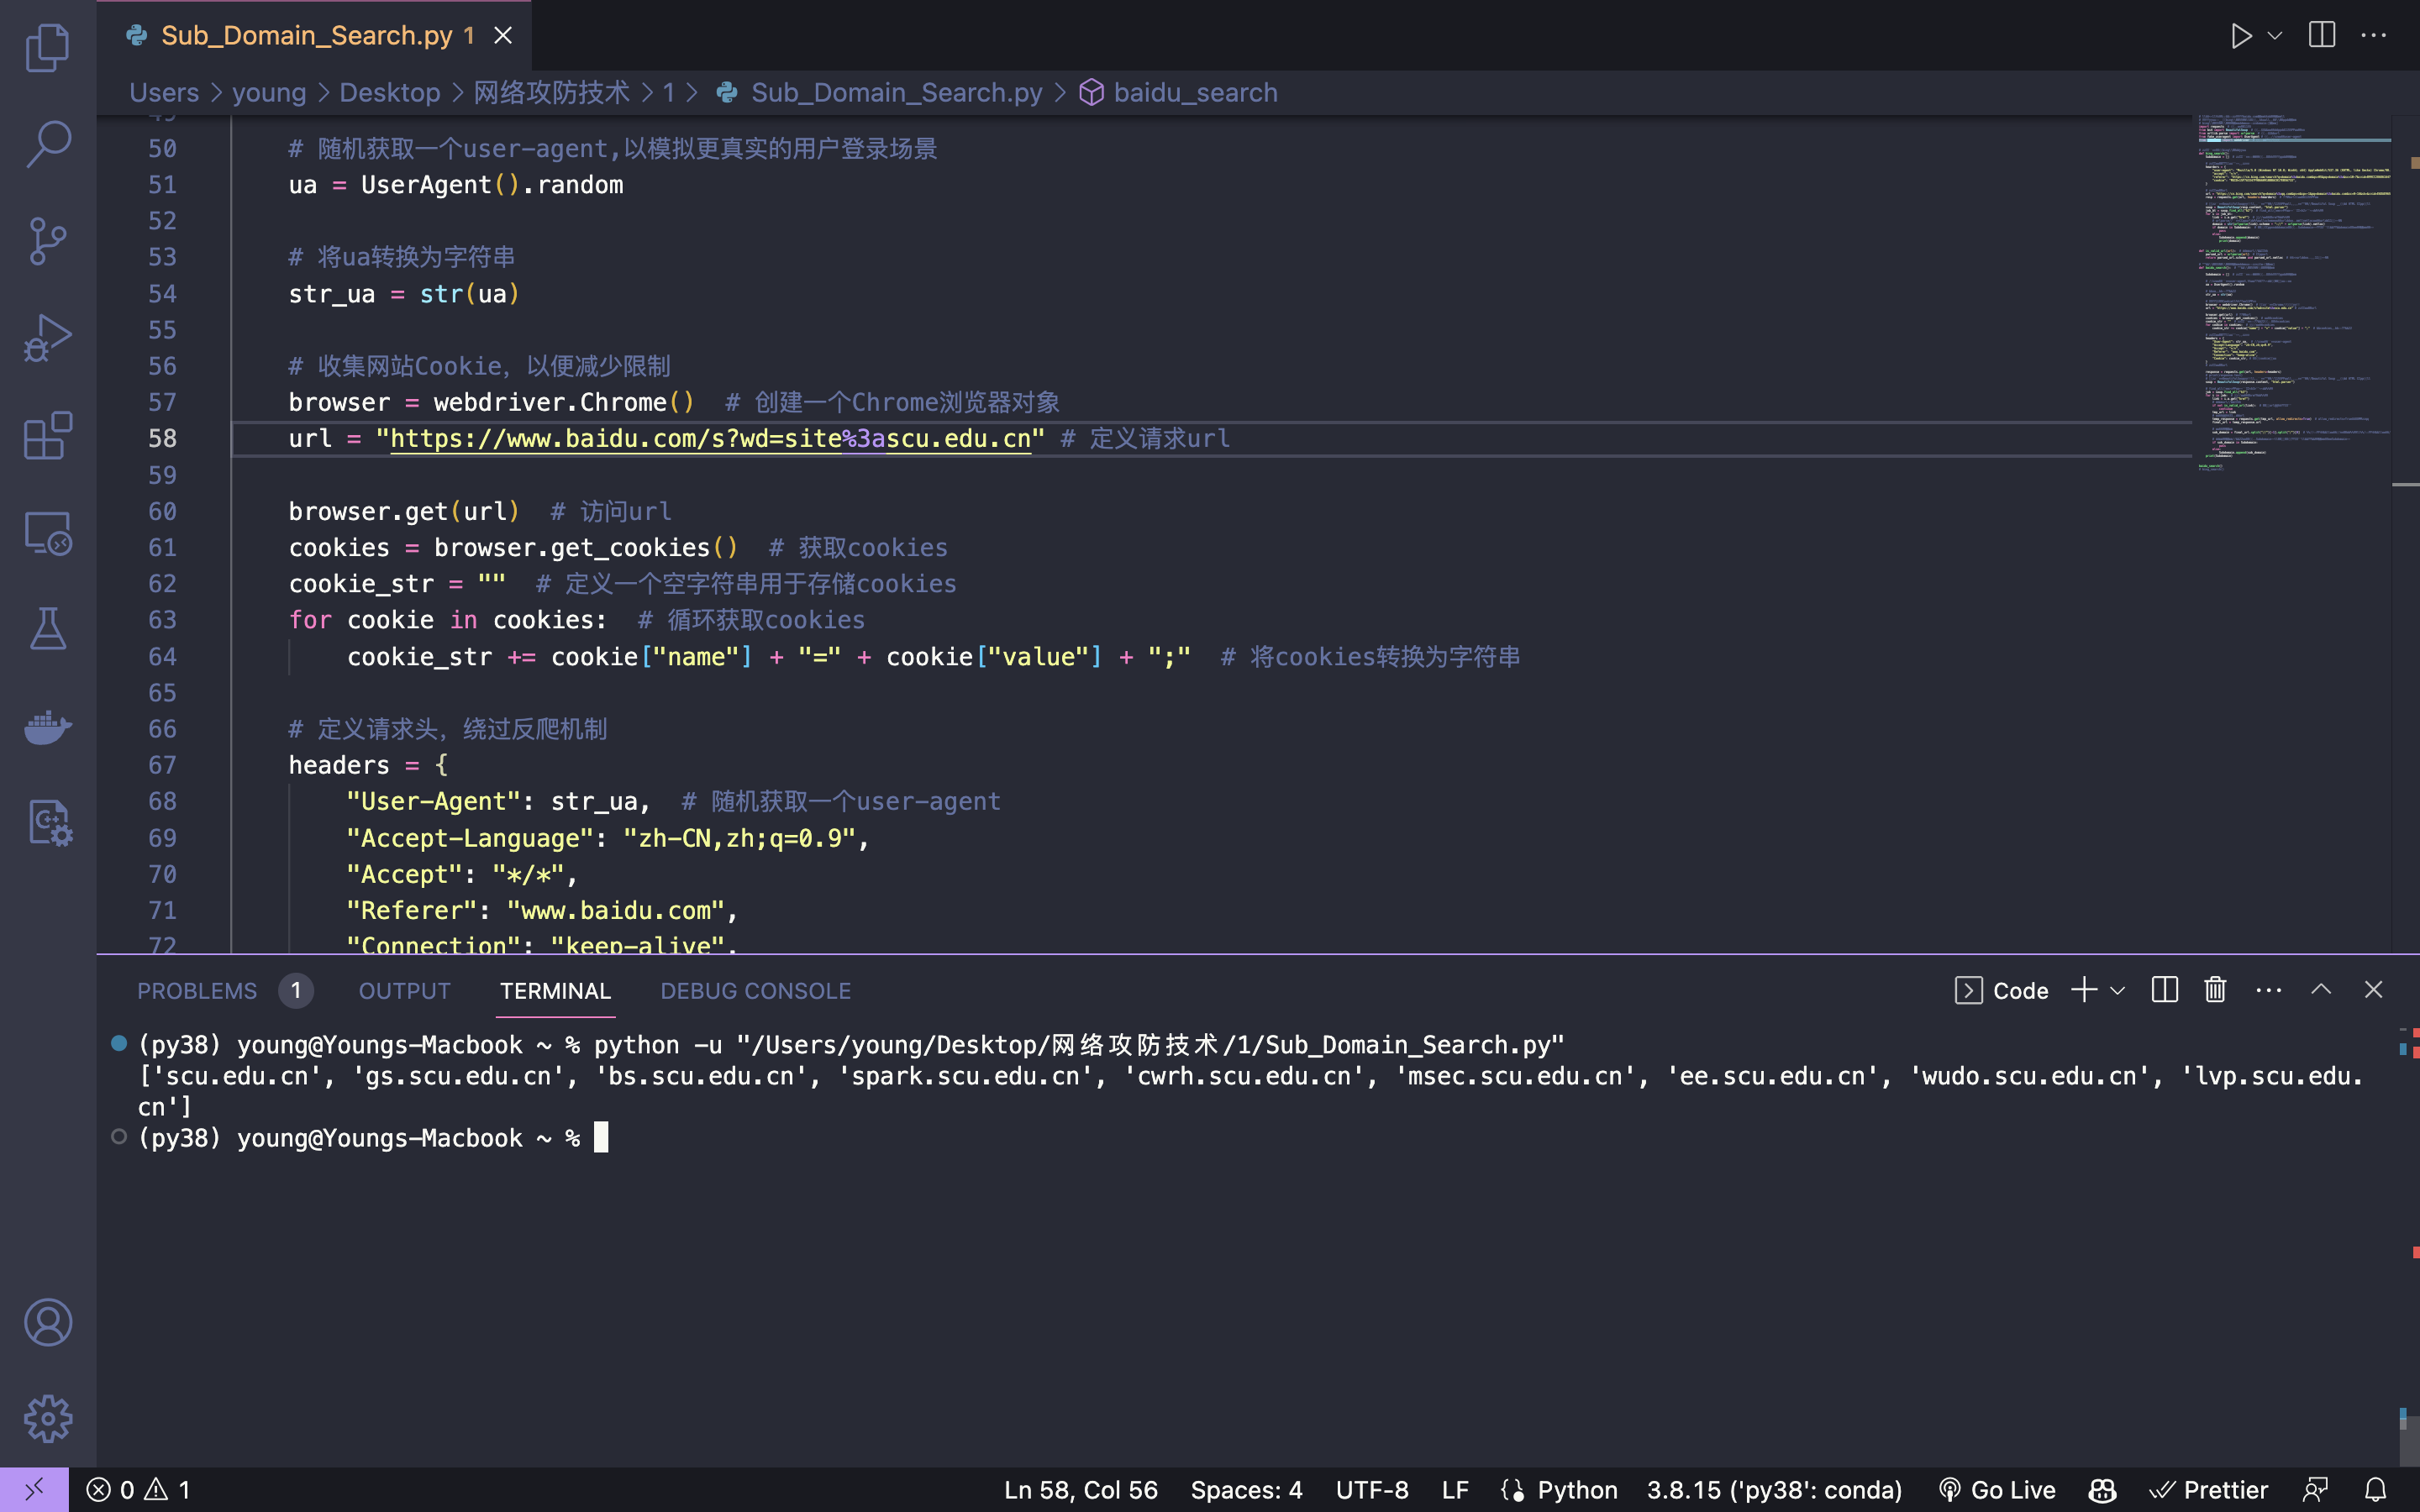 Sub_Domain_Search.py 1
Users > young > Desktop > 网络攻防技术 > 1 > Sub_Domain_Search.py > baidu_search
50 # 随机获取一个user-agent,以模拟更真实的用户登录场景
51 ua = UserAgent().random
52
53 # 将ua转换为字符串
54 str_ua = str(ua)
55
56 # 收集网站Cookie，以便减少限制
57 browser = webdriver.Chrome()  # 创建一个Chrome浏览器对象
58 url = "https://www.baidu.com/s?wd=site%3ascu.edu.cn" # 定义请求url
59
60 browser.get(url)  # 访问url
61 cookies = browser.get_cookies()  # 获取cookies
62 cookie_str = ""  # 定义一个空字符串用于存储cookies
63 for cookie in cookies:  # 循环获取cookies
64 cookie_str += cookie["name"] + "=" + cookie["value"] + ";"  # 将cookies转换为字符串
65
66 # 定义请求头，绕过反爬机制
67 headers = {
68 "User-Agent": str_ua,  # 随机获取一个user-agent
69 "Accept-Language": "zh-CN,zh;q=0.9",
70 "Accept": "*/*",
71 "Referer": "www.baidu.com",
72 "Connection": "keep-alive",
PROBLEMS 1 OUTPUT TERMINAL DEBUG CONSOLE Code
(py38) young@Youngs-Macbook ~ % python -u "/Users/young/Desktop/网络攻防技术/1/Sub_Domain_Search.py"
['scu.edu.cn', 'gs.scu.edu.cn', 'bs.scu.edu.cn', 'spark.scu.edu.cn', 'cwrh.scu.edu.cn', 'msec.scu.edu.cn', 'ee.scu.edu.cn', 'wudo.scu.edu.cn', 'lvp.scu.edu.
cn']
(py38) young@Youngs-Macbook ~ %
0 1 Ln 58, Col 56 Spaces: 4 UTF-8 LF Python 3.8.15 ('py38': conda) Go Live Prettier